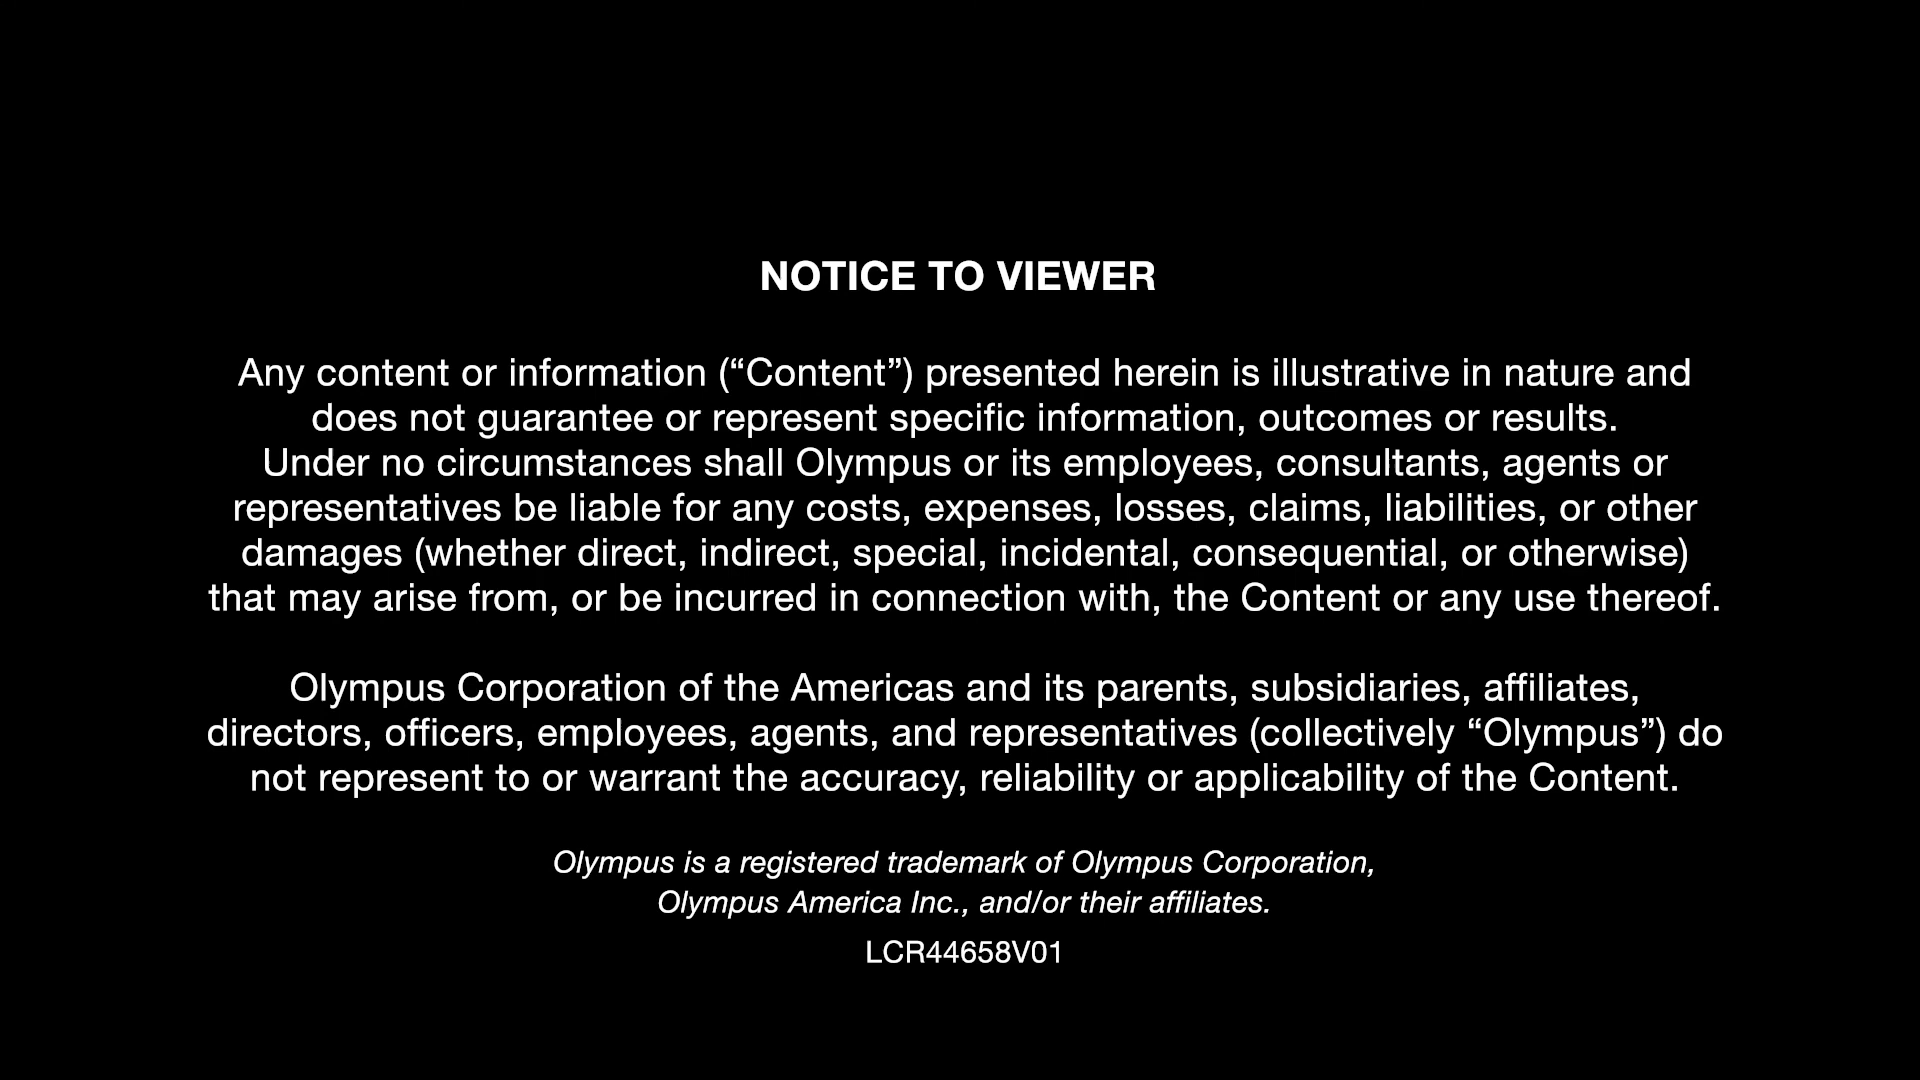 NOTICE TO VIEWER
Any content or information (“Content”) presented herein is illustrative in nature and
does not guarantee or represent specific information, outcomes or results.
Under no circumstances shall Olympus or its employees, consultants, agents or
representatives be liable for any costs, expenses, losses, claims, liabilities, or other
damages (whether direct, indirect, special, incidental, consequential, or otherwise)
that may arise from, or be incurred in connection with, the Content or any use thereof.
Olympus Corporation of the Americas and its parents, subsidiaries, affiliates,
directors, officers, employees, agents, and representatives (collectively “Olympus”) do
not represent to or warrant the accuracy, reliability or applicability of the Content.
Olympus is a registered trademark of Olympus Corporation,
Olympus America Inc., and/or their affiliates.
LCR44658V01